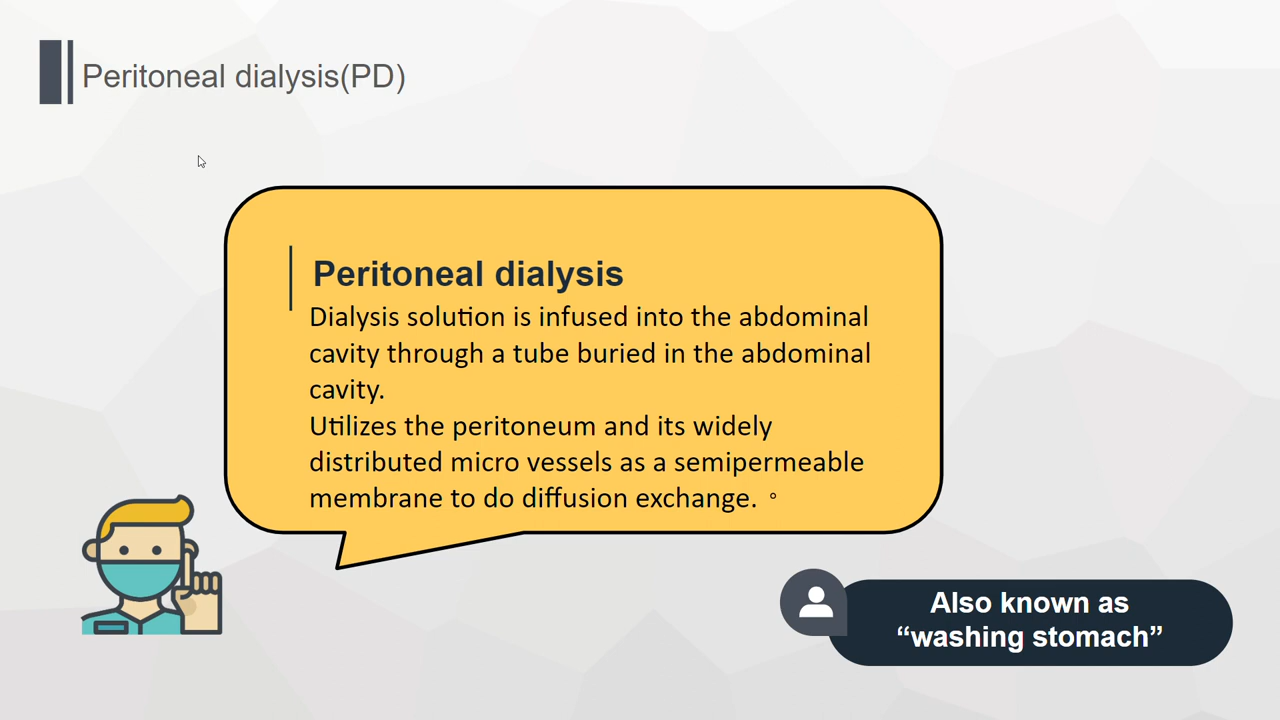 Peritoneal dialysis(PD)
Peritoneal dialysis
Dialysis solution is infused into the abdominal
cavity through a tube buried in the abdominal
cavity.
Utilizes the peritoneum and its widely
distributed micro vessels as a semipermeable
membrane to do diffusion exchange. 。
Also known as
“washing stomach”